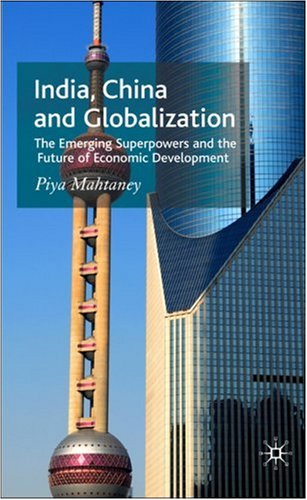 India, China
and Globalization
The Emerging Superpowers and the
Future of Economic Development
Piya Mahtaney